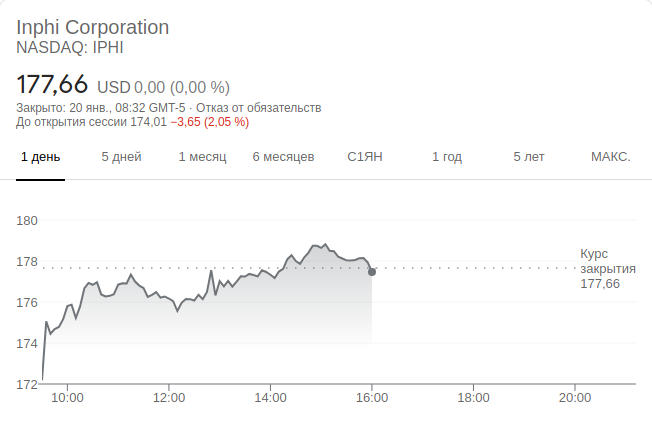 Inphi Corporation
NASDAQ: IPHI
177,66 USD 0,00 (0,00 %)
Закрыто: 20 янв., 08:32 GMT-5 · Отказ от обязательств
До открытия сессии 174,01 −3,65 (2,05 %)
1 день 5 дней 1 месяц 6 месяцев С1ЯН 1 год 5 лет МАКС.
180
178
176
174
172
Курс
закрытия
177,66
10:00 12:00 14:00 16:00 18:00 20:00